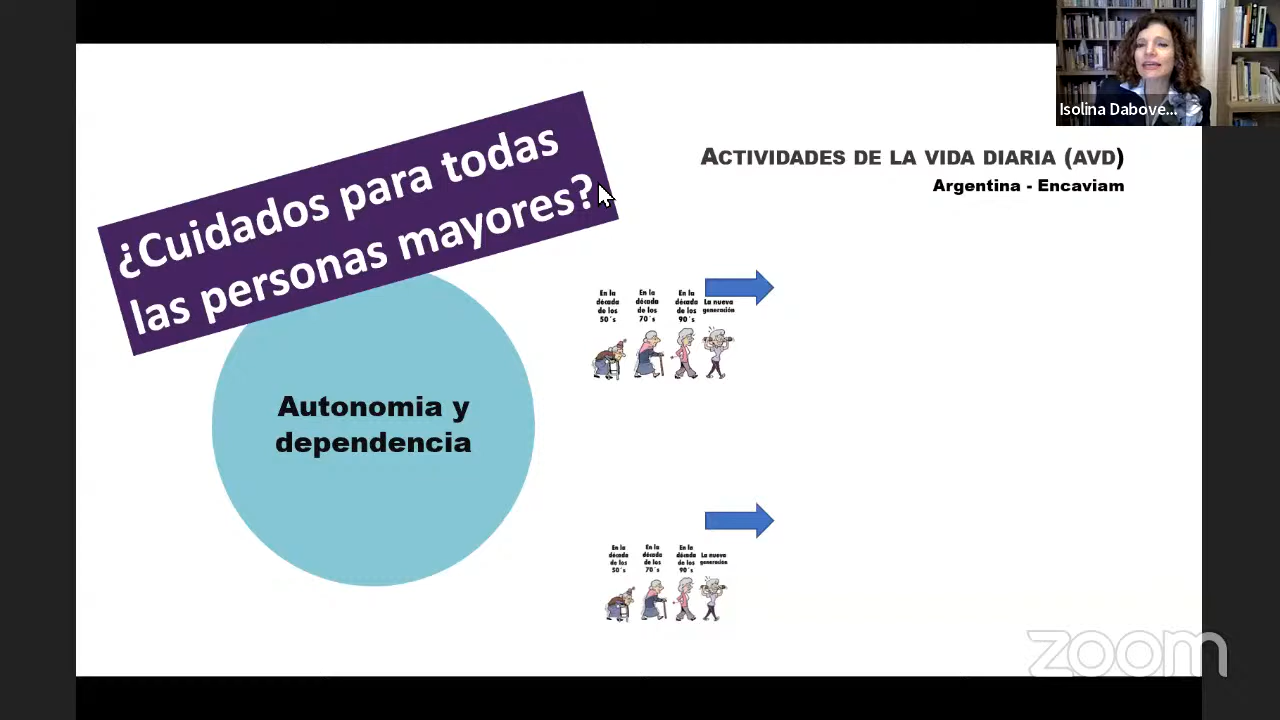 Isolina Dabove...
ACTIVIDADES DE LA VIDA DIARIA (AVD)
Argentina - Encaviam
¿Cuidados para todas
las personas mayores?
Autonomia y
dependencia
En la
década
de los
50´s
En la
década
de los
70´s
En la
década
de los
90´s
La nueva
generación
En la
década
de los
50´s
En la
década
de los
70´s
En la
década
de los
90´s
La nueva
generación
zoom